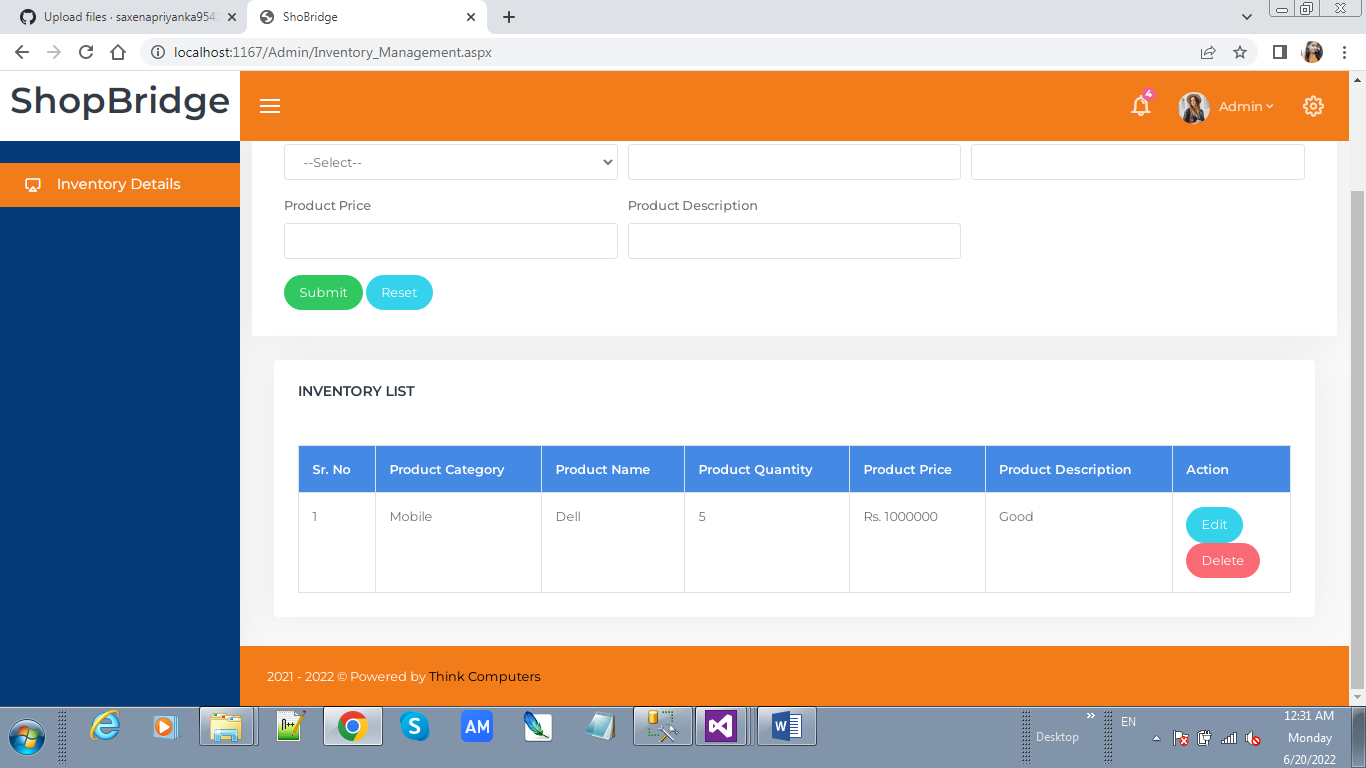 Upload files · saxenapriyanka954
ShoBridge
localhost:1167/Admin/Inventory_Management.aspx
ShopBridge
4
Admin
Inventory Details
--Select--
Product Price
Product Description
Submit
Reset
INVENTORY LIST
Sr. No
Product Category
Product Name
Product Quantity
Product Price
Product Description
Action
1
Mobile
Dell
5
Rs. 1000000
Good
Edit
Delete
2021 - 2022 © Powered by Think Computers
AM
Desktop
EN
12:31 AM
Monday
6/20/2022